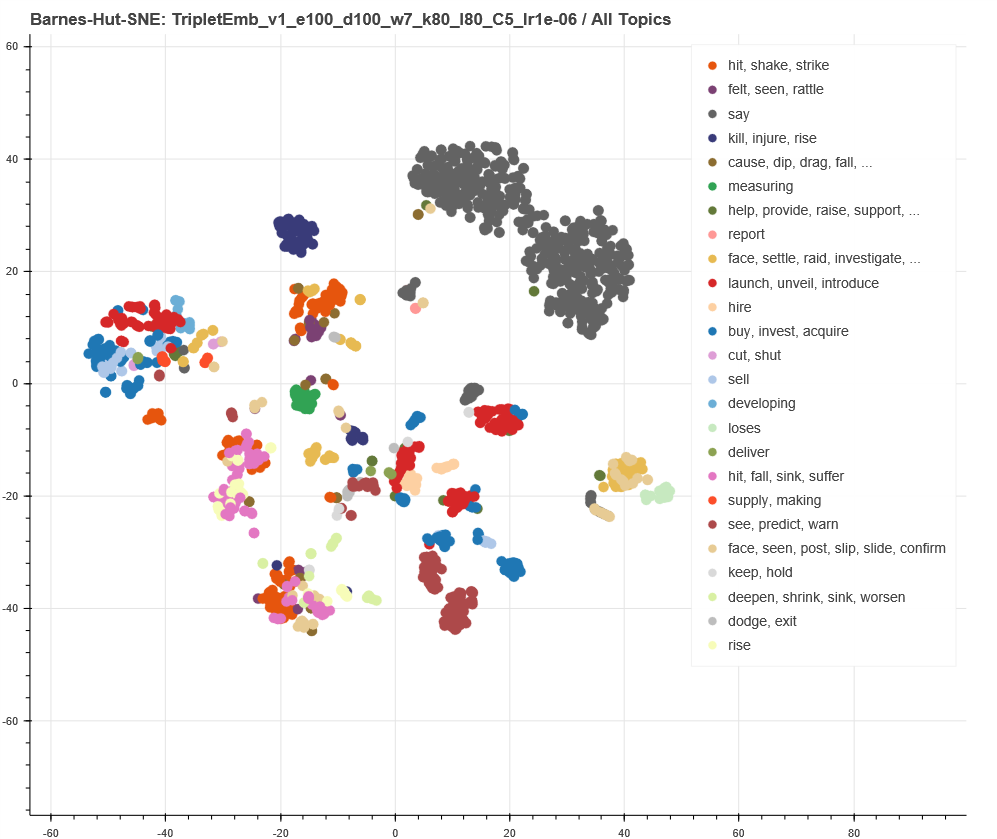 Barnes-Hut-SNE: TripletEmb_v1_e100_d100_w7_k80_l80_C5_lr1e-06 / All Topics
60
40
20
0
-20
-40
-60
-60
-40
-20
0
20
40
60
80
hit, shake, strike
felt, seen, rattle
say
kill, injure, rise
cause, dip, drag, fall, ...
measuring
help, provide, raise, support, ...
report
face, settle, raid, investigate, ...
launch, unveil, introduce
hire
buy, invest, acquire
cut, shut
sell
developing
loses
deliver
hit, fall, sink, suffer
supply, making
see, predict, warn
face, seen, post, slip, slide, confirm
keep, hold
deepen, shrink, sink, worsen
dodge, exit
rise